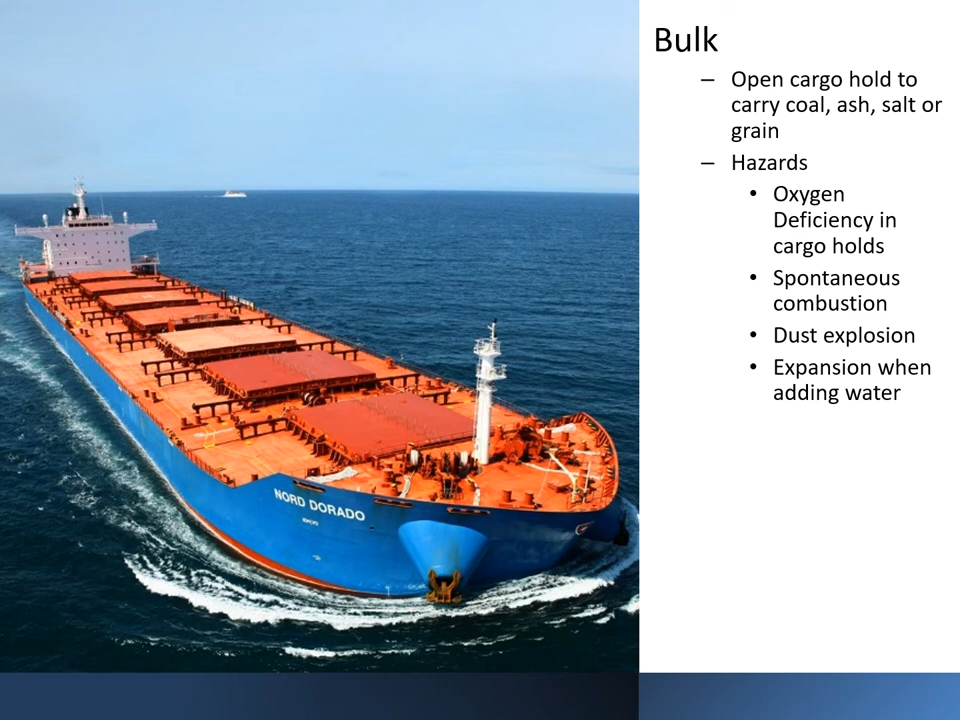 Bulk
– Open cargo hold to
carry coal, ash, salt or
grain
– Hazards
• Oxygen
Deficiency in
cargo holds
• Spontaneous
combustion
• Dust explosion
• Expansion when
adding water
NORD DORADO